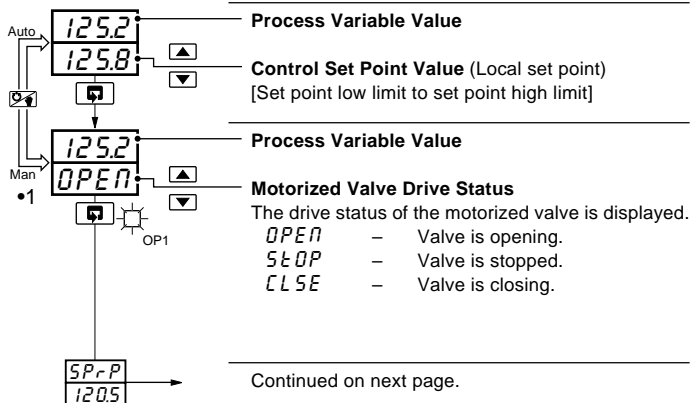 Auto
125.2
125.8
Process Variable Value
Control Set Point Value (Local set point)
[Set point low limit to set point high limit]
Man
•1
125.2
OPEN
OP1
Process Variable Value
Motorized Valve Drive Status
The drive status of the motorized valve is displayed.
OPEN – Valve is opening.
StOP – Valve is stopped.
CLSE – Valve is closing.
SPrP
120.5
Continued on next page.